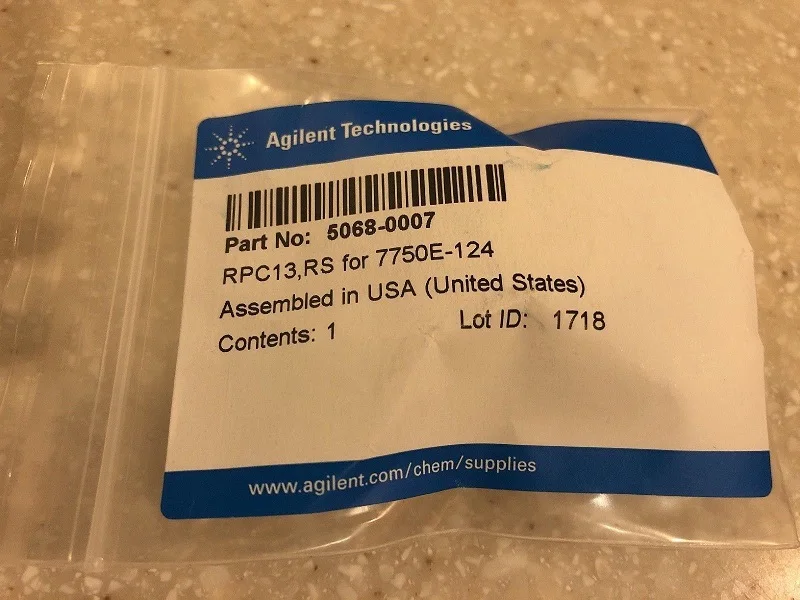 Agilent Technologies
Part No: 5068-0007
RPC13,RS for 7750E-124
Assembled in USA (United States)
Contents: 1 Lot ID: 1718
www.agilent.com/chem/supplies